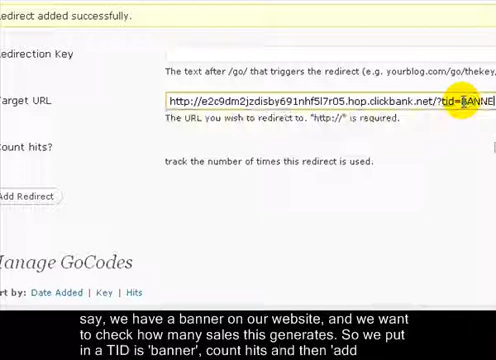 Redirect added successfully.
Redirection Key
The text after /go/ that triggers the redirect (e.g. yourblog.com/go/thekey/
Target URL
http://e2c9dm2jzdisby691nhf5l7r05.hop.clickbank.net/?tid=BANNE
The URL you wish to redirect to. "http://" is required.
Count hits?
track the number of times this redirect is used.
Add Redirect
Manage GoCodes
ort by: Date Added | Key | Hits
say, we have a banner on our website, and we want
to check how many sales this generates. So we put
in a TID is 'banner', count hits and then 'add